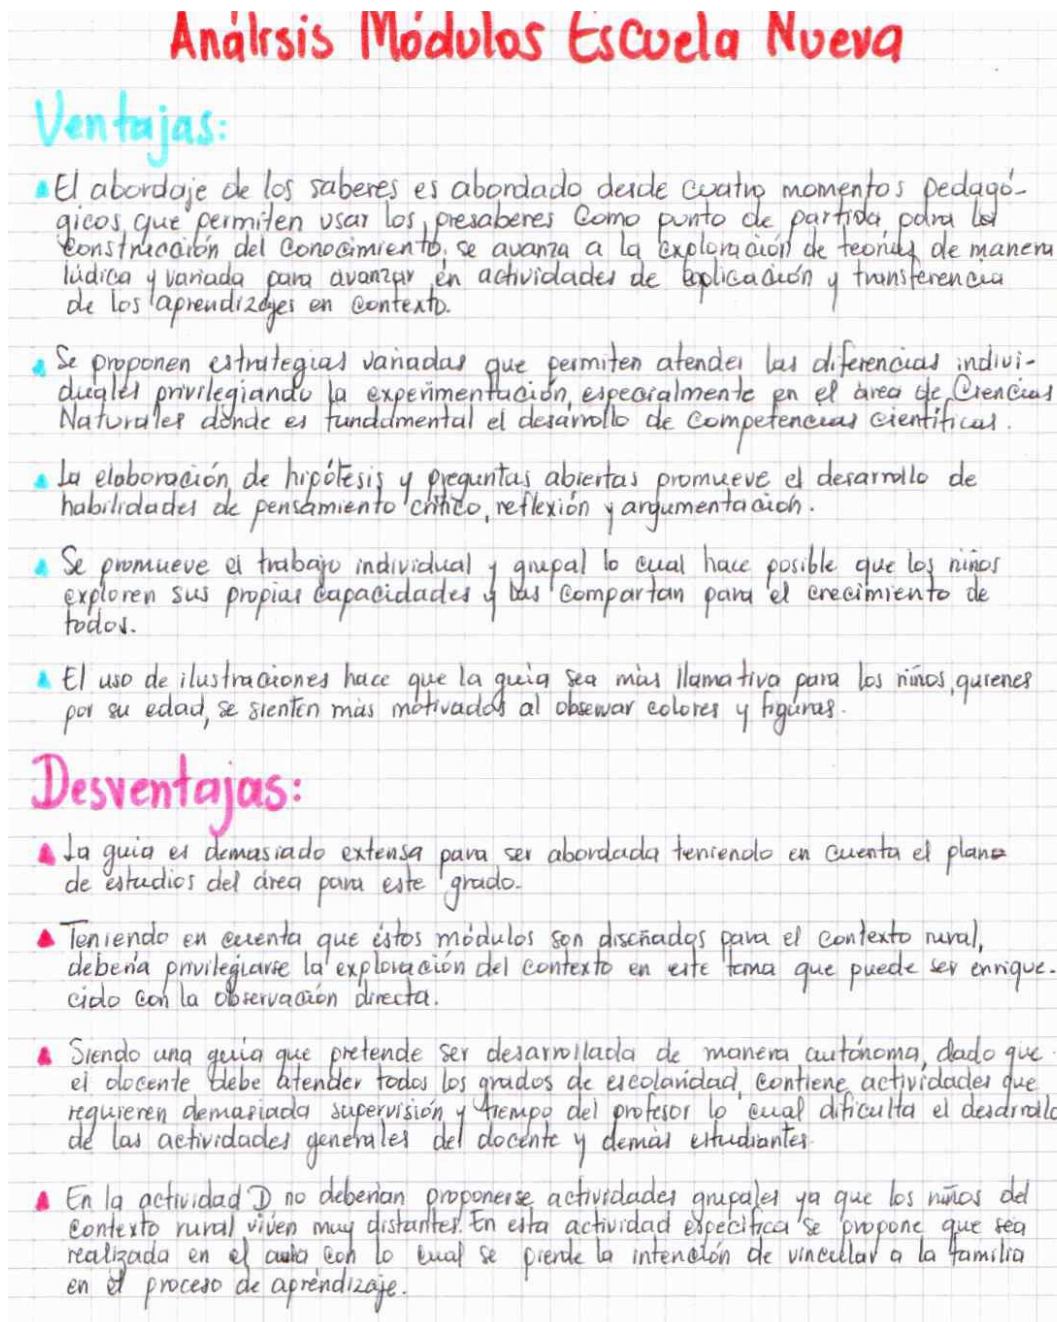 Análisis Módulos Escuela Nueva
Ventajas:
El abordaje de los saberes es abordado desde cuatro momentos pedagó-
gicos que permiten usar los presaberes como punto de partida para la
construcción del conocimiento, se avanza a la exploración de teorías de manera
lúdica y variada para avanzar en actividades de aplicación y transferencia
de los aprendizajes en contexto.
Se proponen estrategias variadas que permiten atender las diferencias indivi-
duales privilegiando la experimentación, especialmente en el área de Ciencias
Naturales donde es fundamental el desarrollo de competencias científicas.
La elaboración de hipótesis y preguntas abiertas promueve el desarrollo de
habilidades de pensamiento crítico, reflexión y argumentación.
Se promueve el trabajo individual y grupal lo cual hace posible que los niños
exploren sus propias capacidades y las compartan para el crecimiento de
todos.
El uso de ilustraciones hace que la guia sea más llamativa para los niños, quienes
por su edad, se sienten más motivados al observar colores y figuras.
Desventajas:
La guia es demasiado extensa para ser abordada teniendo en cuenta el plan
de estudios del área para este grado.
Teniendo en cuenta que éstos módulos son diseñados para el contexto rural,
debería privilegiarse la exploración del contexto en este tema que puede ser enrique-
cido con la observación directa.
Siendo una guia que pretende ser desarrollada de manera autónoma, dado que
el docente debe atender todos los grados de escolaridad, contiene actividades que
requieren demasiada supervisión y tiempo del profesor lo cual dificulta el desarrollo
de las actividades generales del docente y demás estudiantes.
En la actividad D no deberían proponerse actividades grupales ya que los niños del
contexto rural viven muy distantes. En esta actividad específica se propone que sea
realizada en el aula con lo cual se pierde la intención de vincular a la familia
en el proceso de aprendizaje.